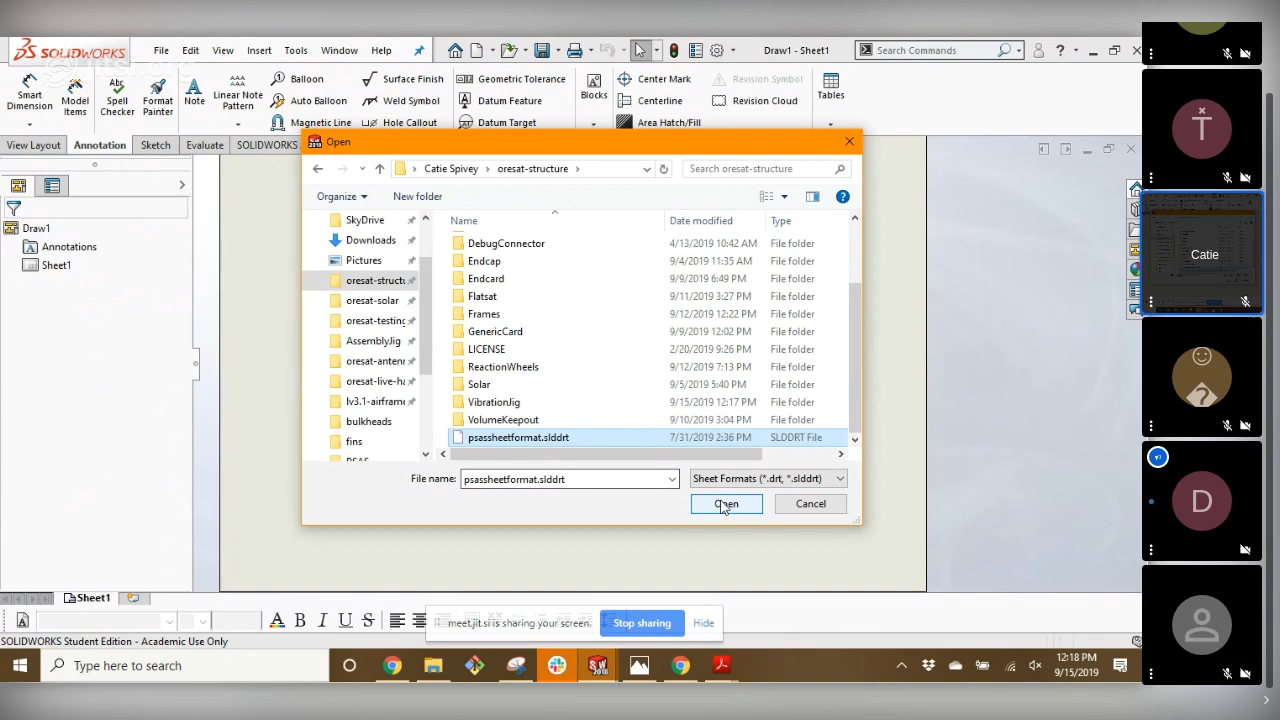 SOLIDWORKS File Edit View Insert Tools Window Help Draw1 - Sheet1 Search Commands
Smart Dimension
Model Items
Spell Checker
Format Painter
Note
Linear Note Pattern
Balloon
Auto Balloon
Magnetic Line
Surface Finish
Weld Symbol
Hole Callout
Geometric Tolerance
Datum Feature
Datum Target
Blocks
Center Mark
Centerline
Area Hatch/Fill
Revision Symbol
Revision Cloud
Tables
View Layout Annotation Sketch Evaluate SOLIDWORKS
Draw1
Annotations
Sheet1
Open
Catie Spivey > oresat-structure > Search oresat-structure
Organize New folder
SkyDrive
Downloads
Pictures
oresat-structu
oresat-solar
oresat-testing
AssemblyJig
oresat-anten
oresat-live-ha
lv3.1-airframe
bulkheads
fins
PSAS
Name Date modified Type
DebugConnector 4/13/2019 10:42 AM File folder
Endcap 9/4/2019 11:35 AM File folder
Endcard 9/9/2019 6:49 PM File folder
Flatsat 9/11/2019 3:27 PM File folder
Frames 9/12/2019 12:22 PM File folder
GenericCard 9/9/2019 12:02 PM File folder
LICENSE 2/20/2019 9:26 PM File folder
ReactionWheels 9/12/2019 7:13 PM File folder
Solar 9/5/2019 5:40 PM File folder
VibrationJig 9/15/2019 12:17 PM File folder
VolumeKeepout 9/10/2019 3:04 PM File folder
psassheetformat.slddrt 7/31/2019 2:36 PM SLDDRT File
File name: psassheetformat.slddrt Sheet Formats (*.drt, *.slddrt)
Open Cancel
Sheet1
A B I U S
meet.jit.si is sharing your screen. Stop sharing Hide
SOLIDWORKS Student Edition - Academic Use Only
Type here to search
12:18 PM
9/15/2019
Ť
Catie
D